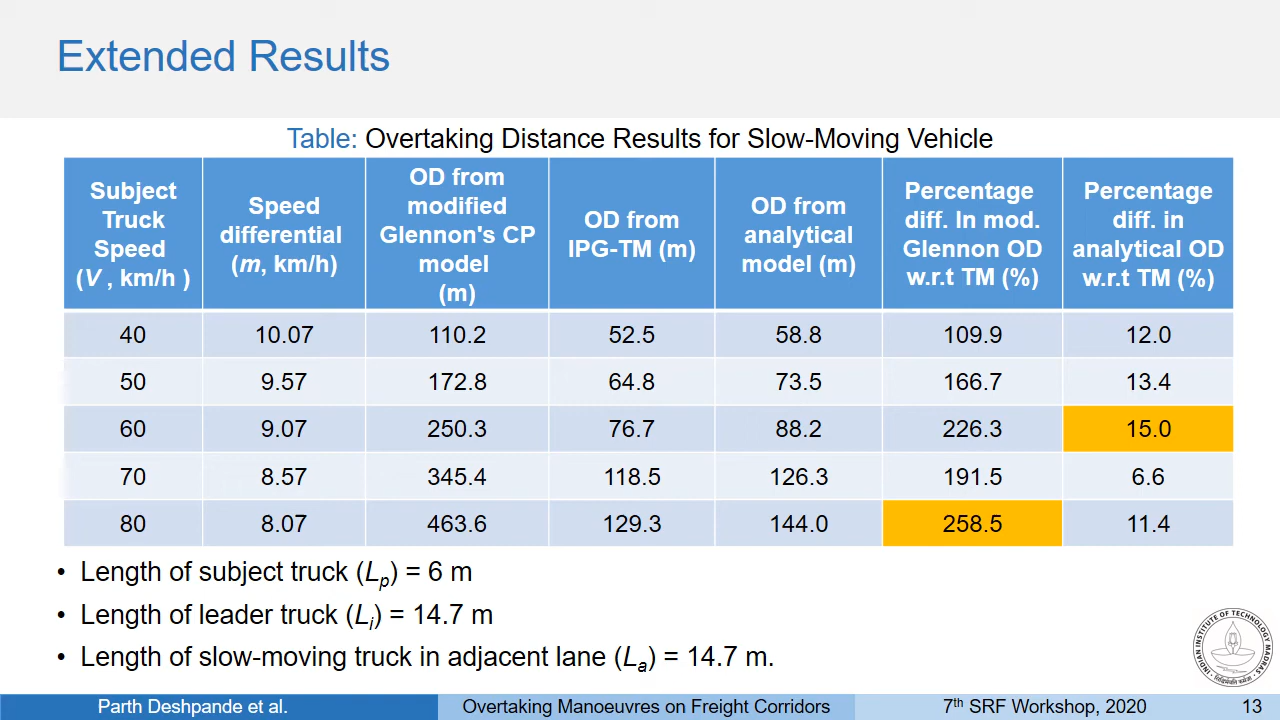 Extended Results
Table: Overtaking Distance Results for Slow-Moving Vehicle
Subject
Truck
Speed
(V , km/h )
Speed
differential
(m, km/h)
OD from
modified
Glennon's CP
model
(m)
OD from
IPG-TM (m)
OD from
analytical
model (m)
Percentage
diff. In mod.
Glennon OD
w.r.t TM (%)
Percentage
diff. in
analytical OD
w.r.t TM (%)
40 10.07 110.2 52.5 58.8 109.9 12.0
50 9.57 172.8 64.8 73.5 166.7 13.4
60 9.07 250.3 76.7 88.2 226.3 15.0
70 8.57 345.4 118.5 126.3 191.5 6.6
80 8.07 463.6 129.3 144.0 258.5 11.4
• Length of subject truck (Lp) = 6 m
• Length of leader truck (Li) = 14.7 m
• Length of slow-moving truck in adjacent lane (La) = 14.7 m.
INDIAN INSTITUTE OF TECHNOLOGY MADRAS
Parth Deshpande et al. Overtaking Manoeuvres on Freight Corridors 7th SRF Workshop, 2020 13